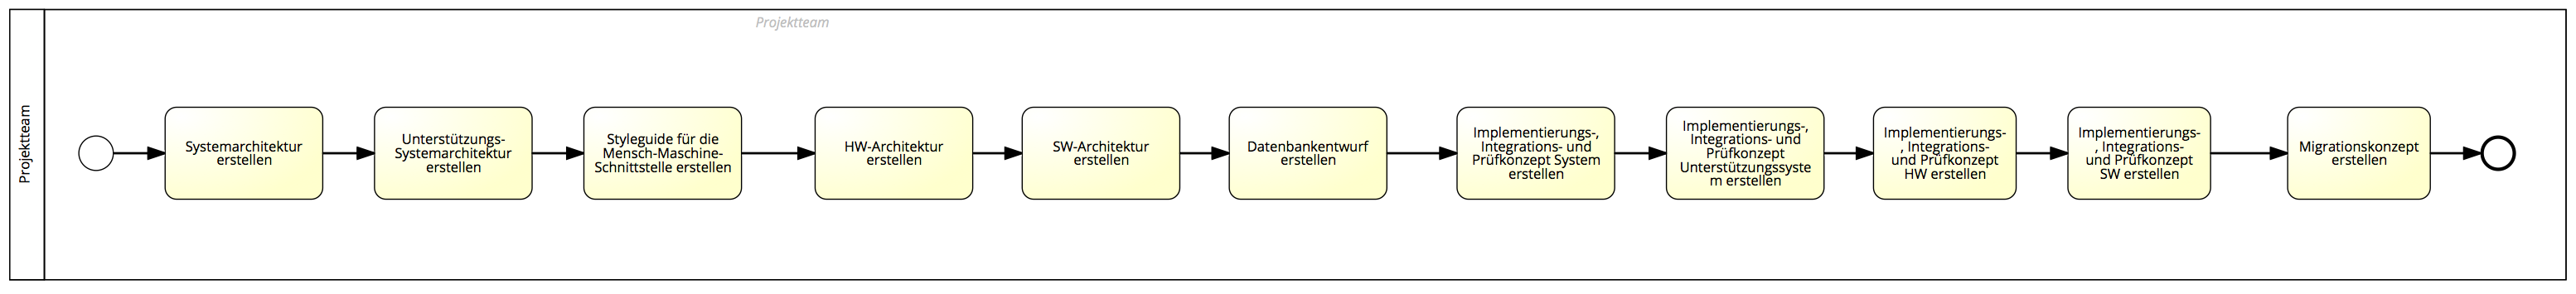 Projektteam
Projektteam
Systemarchitektur
erstellen
Unterstützungs-
Systemarchitektur
erstellen
Styleguide für die
Mensch-Maschine-
Schnittstelle erstellen
HW-Architektur
erstellen
SW-Architektur
erstellen
Datenbankentwurf
erstellen
Implementierungs-,
Integrations- und
Prüfkonzept System
erstellen
Implementierungs-,
Integrations- und
Prüfkonzept
Unterstützungssyste
m erstellen
Implementierungs-
, Integrations-
und Prüfkonzept
HW erstellen
Implementierungs-
, Integrations-
und Prüfkonzept
SW erstellen
Migrationskonzept
erstellen